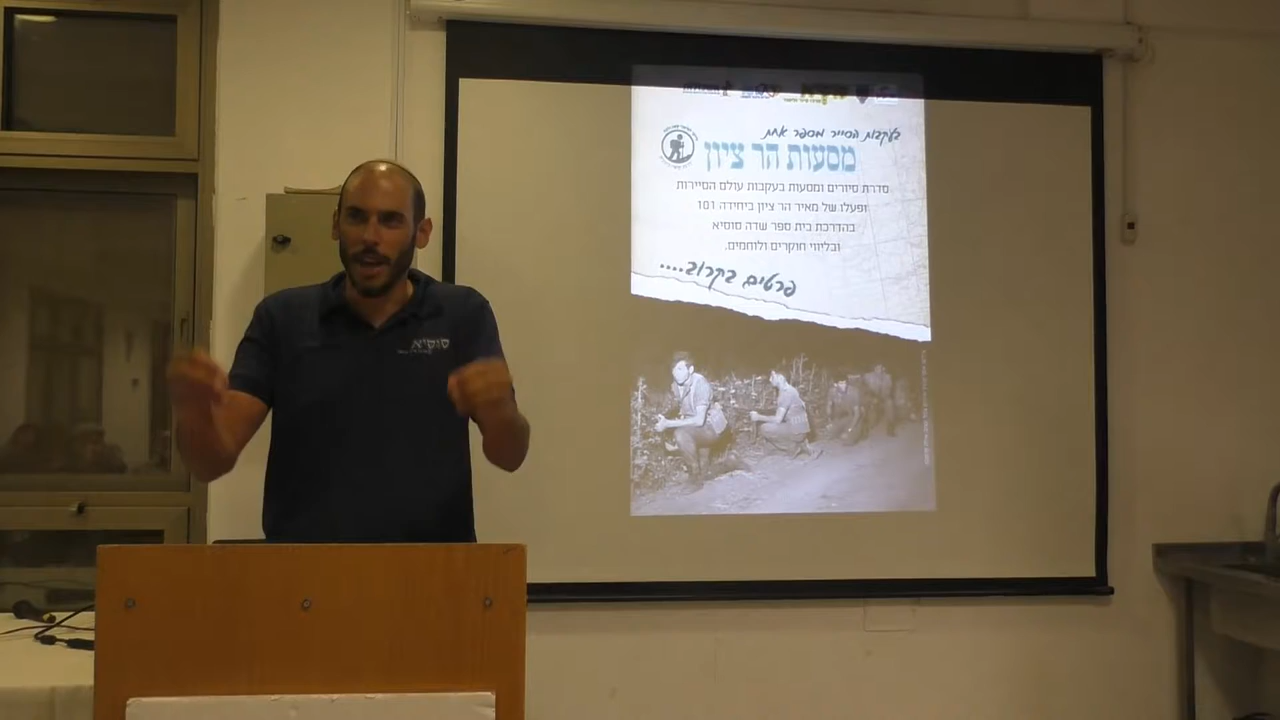 בעקבות הסייר מספר אחת
מסעות הר ציון
סדרת סיורים ומסעות בעקבות עולם הסיירות
ופעלו של מאיר הר ציון ביחידה 101
בהדרכת בית ספר שדה סוסיא
ובליווי חוקרים ולוחמים.
פרטים בקרוב....
סוסיא